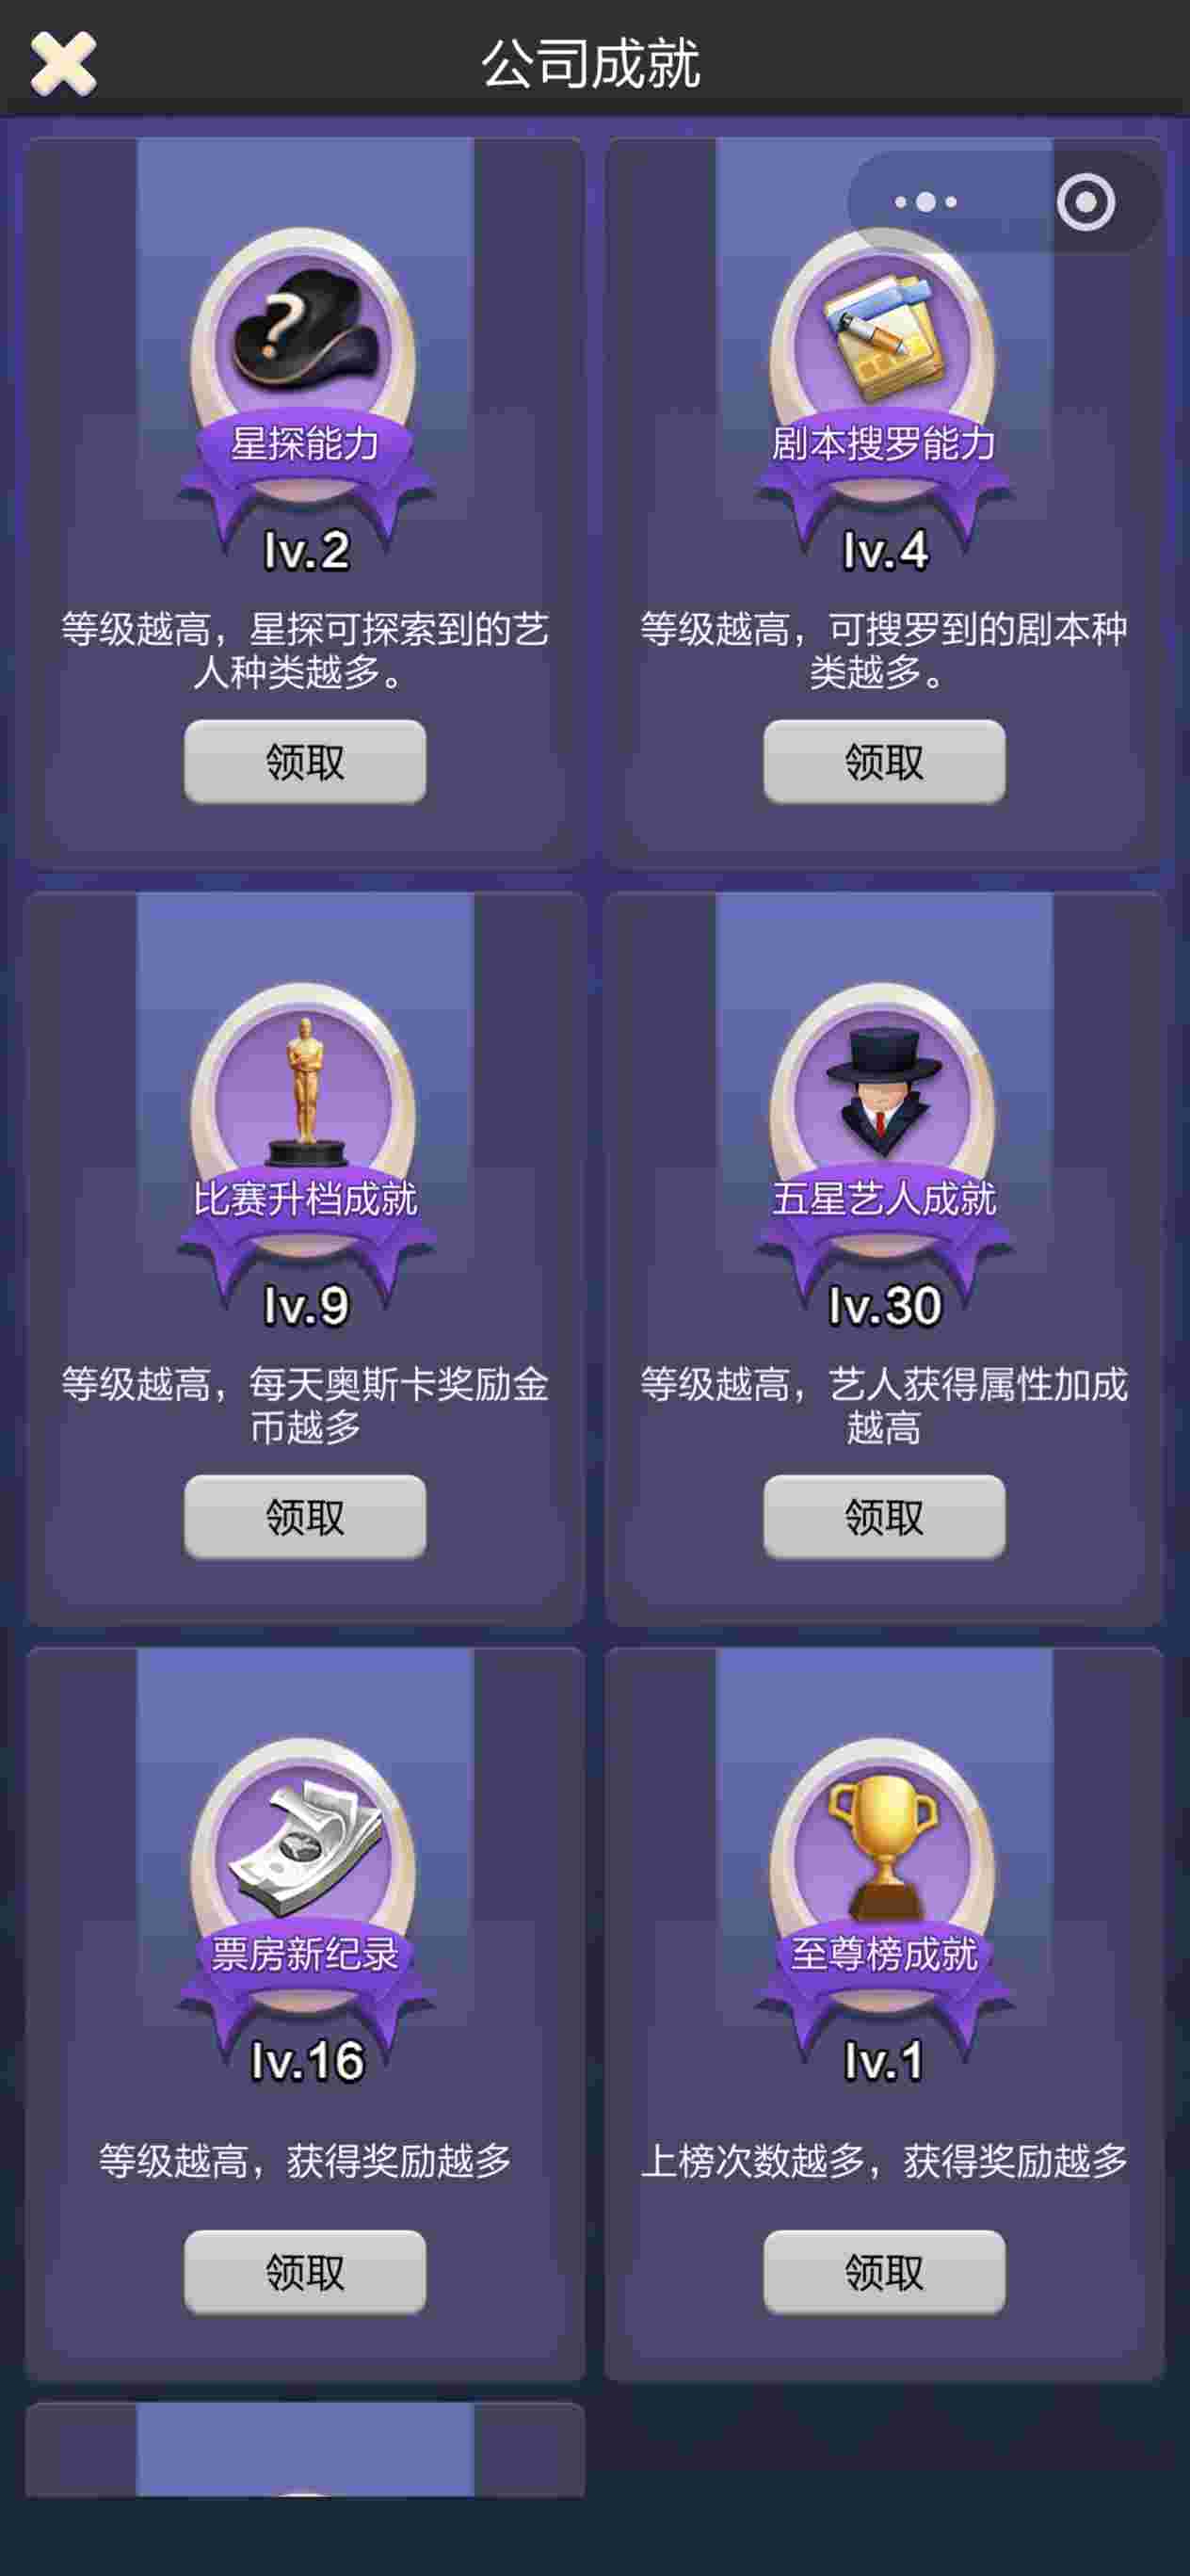 公司成就
星探能力
lv.2
等级越高，星探可探索到的艺
人种类越多。
领取
剧本搜罗能力
lv.4
等级越高，可搜罗到的剧本种
类越多。
领取
比赛升档成就
lv.9
等级越高，每天奥斯卡奖励金
币越多
领取
五星艺人成就
lv.30
等级越高，艺人获得属性加成
越高
领取
票房新纪录
lv.16
等级越高，获得奖励越多
领取
至尊榜成就
lv.1
上榜次数越多，获得奖励越多
领取